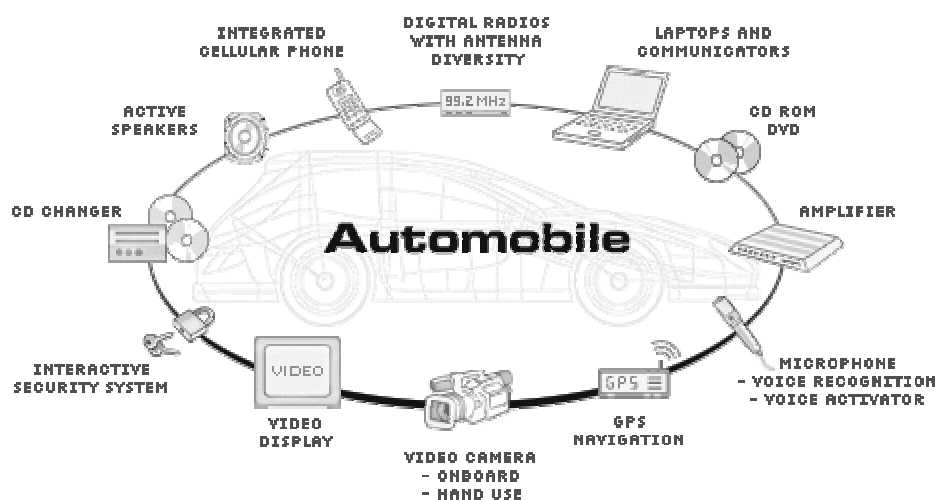 INTEGRATED
CELLULAR PHONE
DIGITAL RADIOS
WITH ANTENNA
DIVERSITY
LAPTOPS AND
COMMUNICATORS
99.2 MHz
ACTIVE
SPEAKERS
CD ROM
DVD
CD CHANGER
AMPLIFIER
Automobile
INTERACTIVE
SECURITY SYSTEM
VIDEO
VIDEO
DISPLAY
VIDEO CAMERA
- ONBOARD
- HAND USE
GPS
GPS
NAVIGATION
MICROPHONE
- VOICE RECOGNITION
- VOICE ACTIVATOR